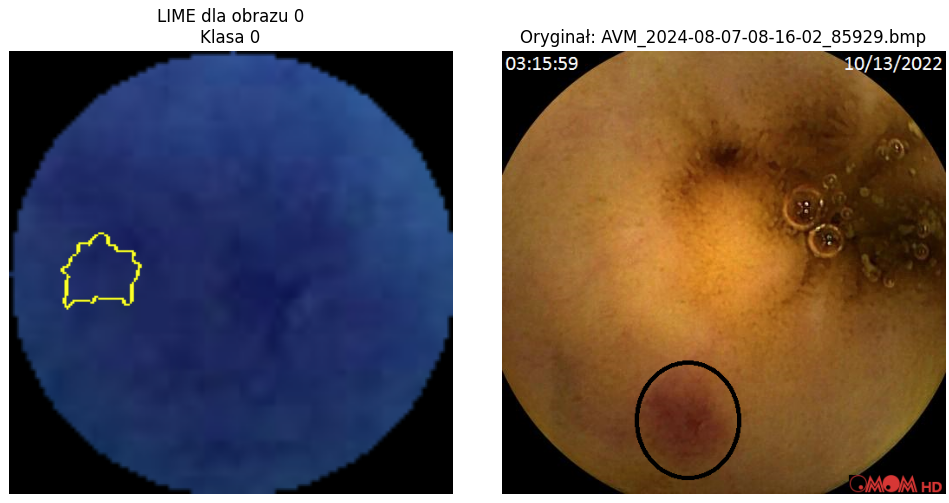 LIME dla obrazu 0
Klasa 0
Oryginał: AVM_2024-08-07-08-16-02_85929.bmp
03:15:59
10/13/2022
OMOM HD